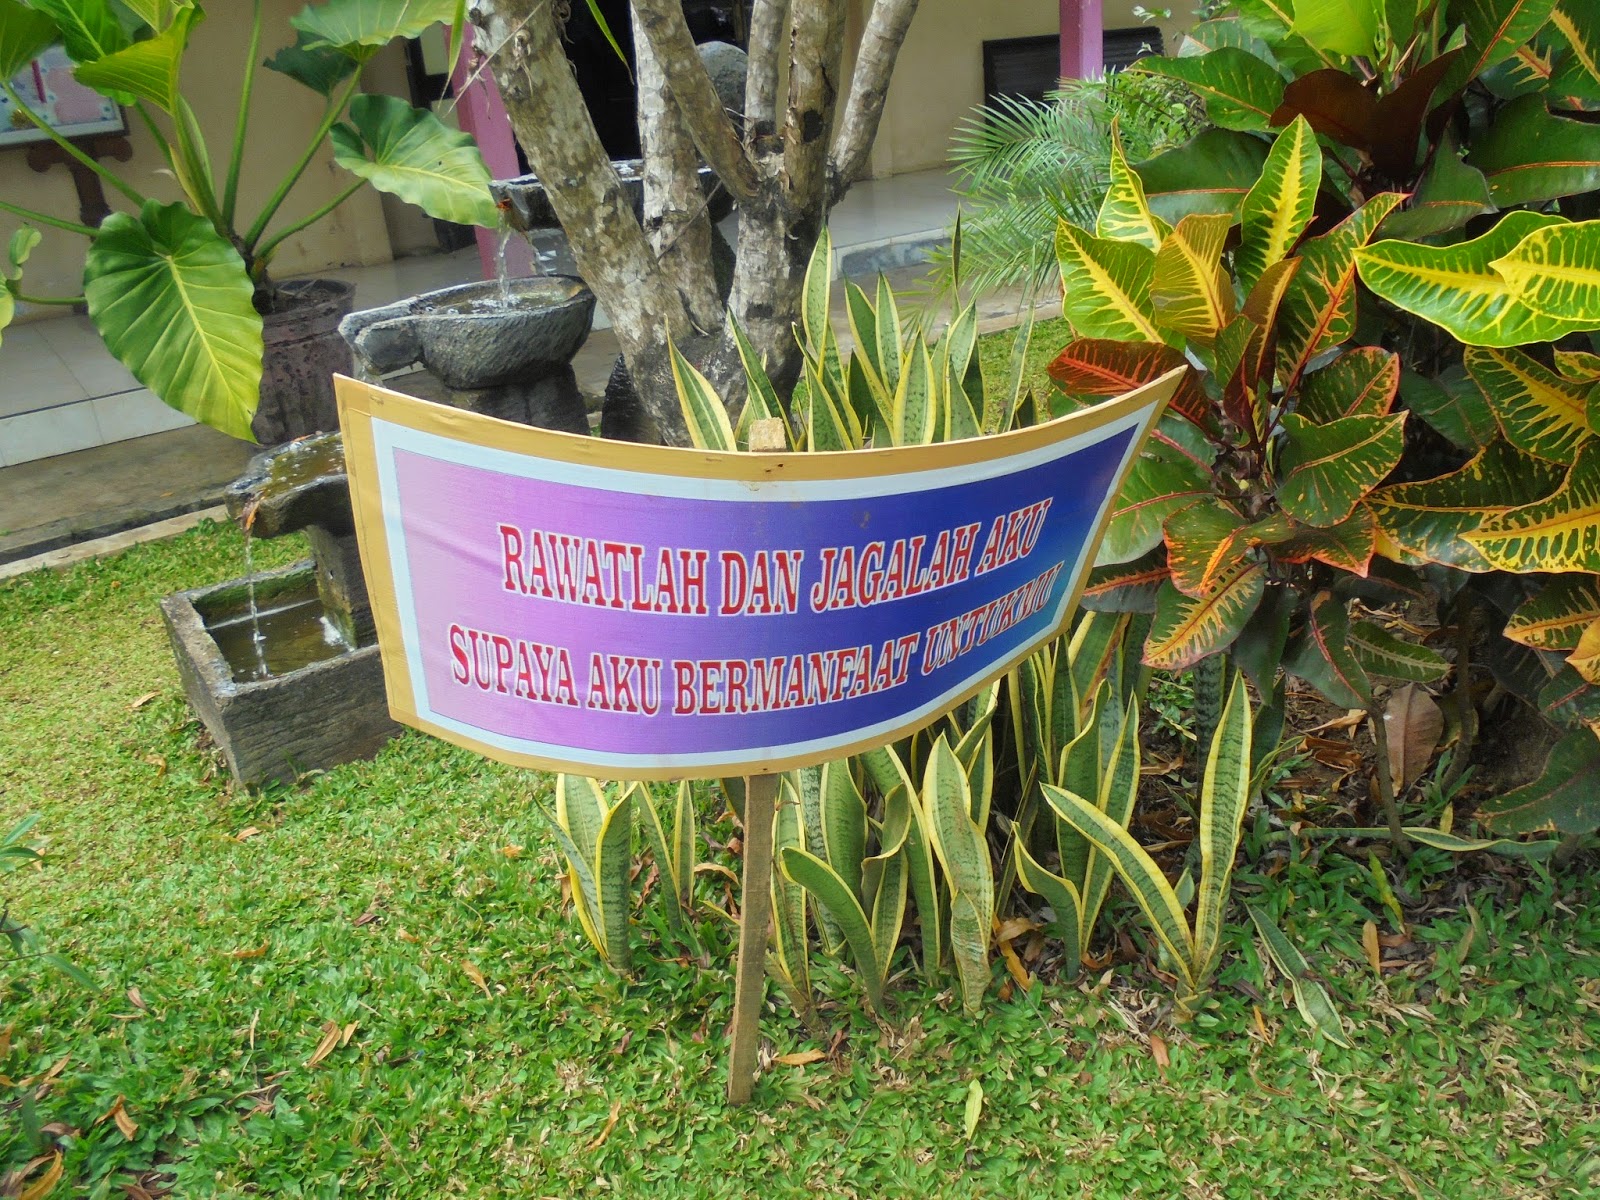 RAWATLAH DAN JAGALAH AKU
SUPAYA AKU BERMANFAAT UNTUKMU